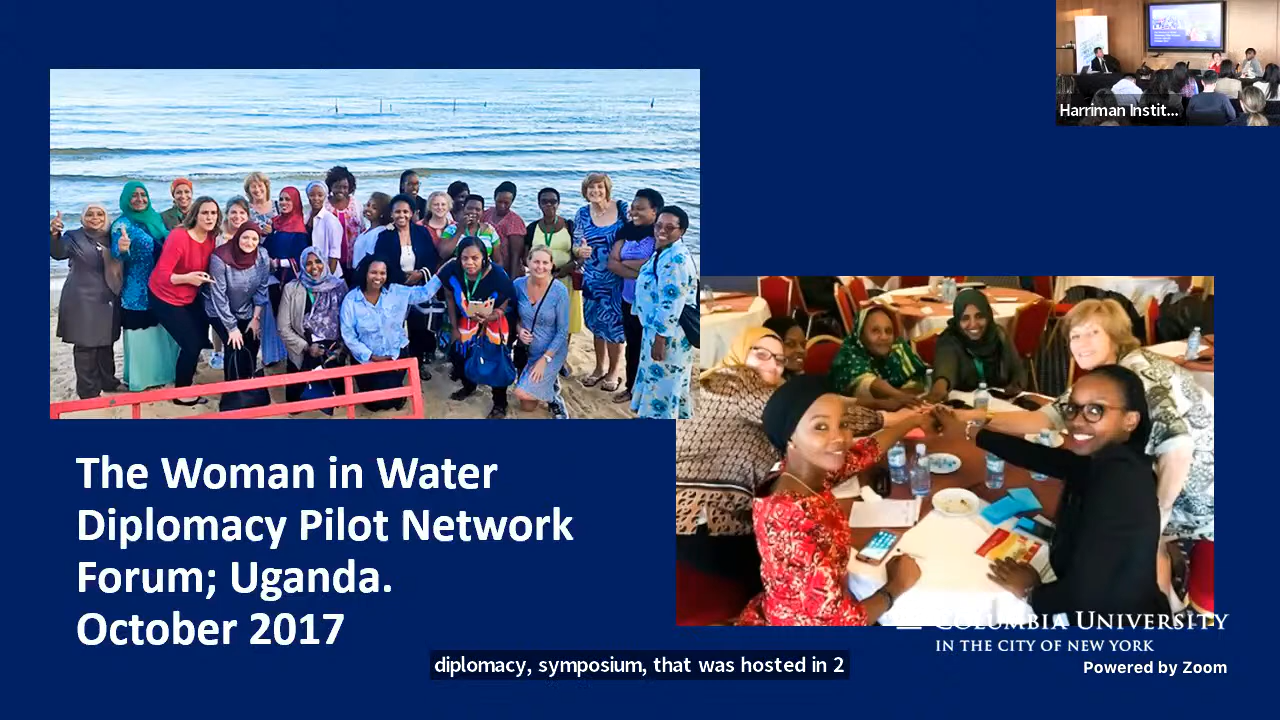 Harriman Instit...
The Woman in Water
Diplomacy Pilot Network
Forum; Uganda.
October 2017
diplomacy, symposium, that was hosted in 2
COLUMBIA UNIVERSITY
IN THE CITY OF NEW YORK
Powered by Zoom